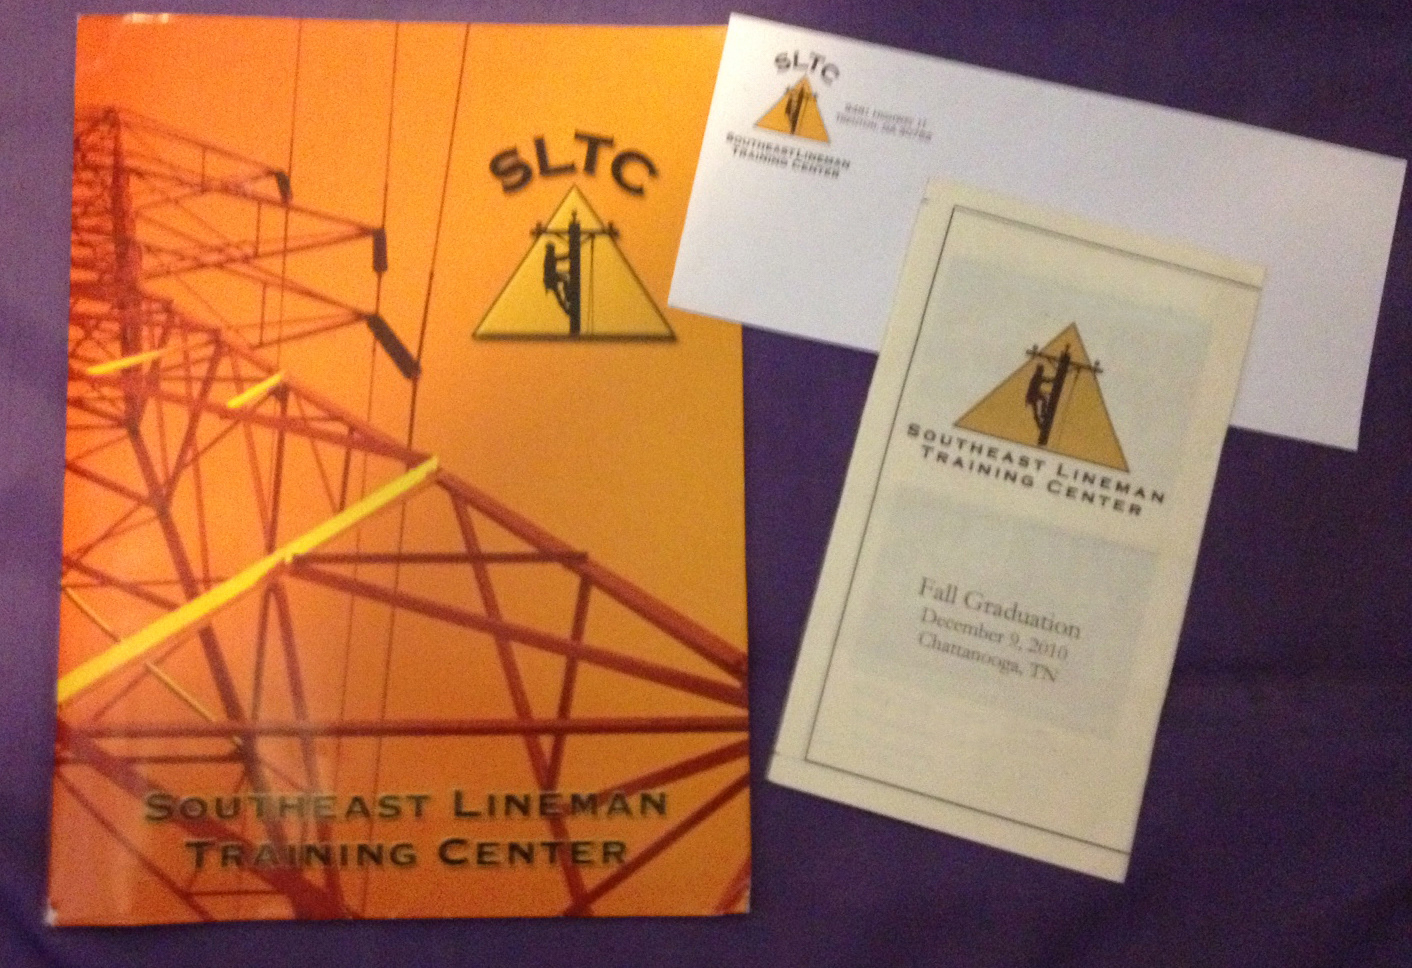 SLTC
SOUTHEAST LINEMAN
TRAINING CENTER
SLTC
SOUTHEAST LINEMAN
TRAINING CENTER
SOUTHEAST LINEMAN
TRAINING CENTER
Fall Graduation
December 9, 2010
Chattanooga, TN